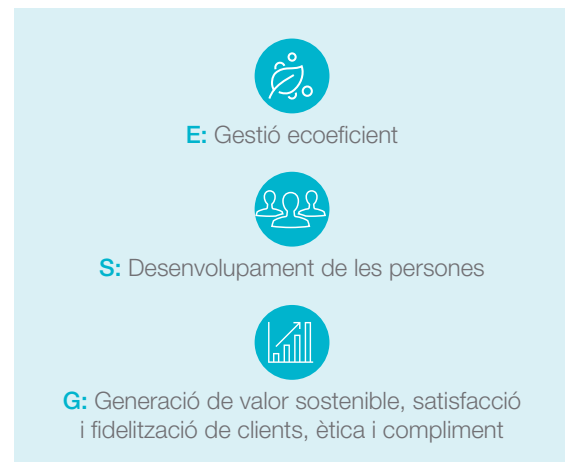 E: Gestió ecoeficient
S: Desenvolupament de les persones
G: Generació de valor sostenible, satisfacció
i fidelització de clients, ètica i compliment